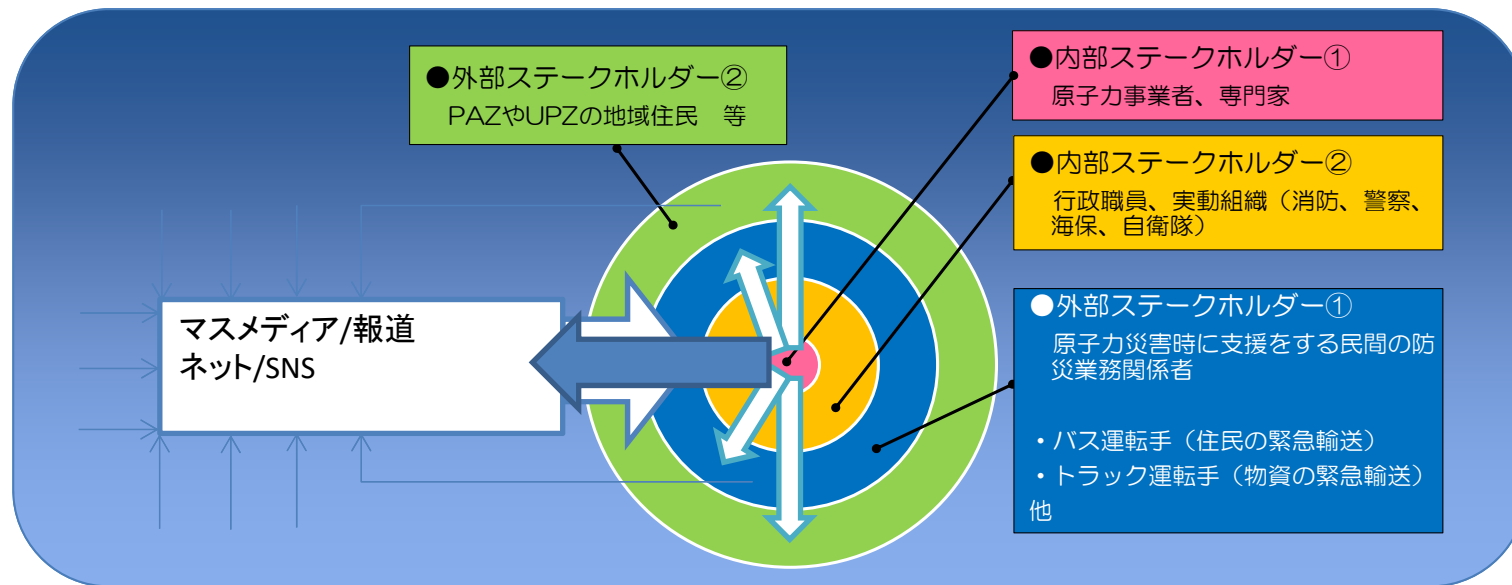 ●外部ステークホルダー②
PAZやUPZの地域住民　等
●内部ステークホルダー①
原子力事業者、専門家
●内部ステークホルダー②
行政職員、実動組織（消防、警察、
海保、自衛隊）
●外部ステークホルダー①
原子力災害時に支援をする民間の防
災業務関係者
・バス運転手（住民の緊急輸送）
・トラック運転手（物資の緊急輸送）
他
マスメディア/報道
ネット/SNS